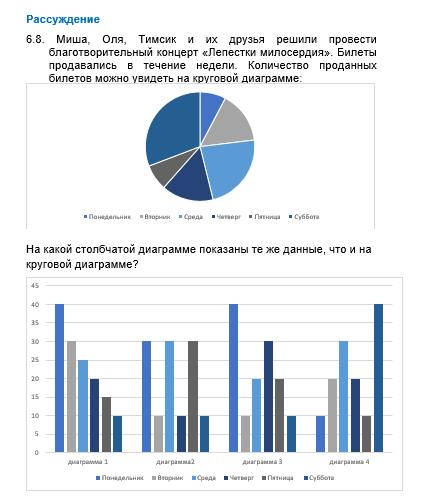 Рассуждение
6.8. Миша, Оля, Тимсик и их друзья решили провести
благотворительный концерт «Лепестки милосердия». Билеты
продавались в течение недели. Количество проданных
билетов можно увидеть на круговой диаграмме:
Понедельник Вторник Среда Четверг Пятница Суббота
На какой столбчатой диаграмме показаны те же данные, что и на
круговой диаграмме?
45
40
35
30
25
20
15
10
5
0
диаграмма 1 диаграмма2 диаграмма 3 диаграмма 4
Понедельник Вторник Среда Четверг Пятница Суббота